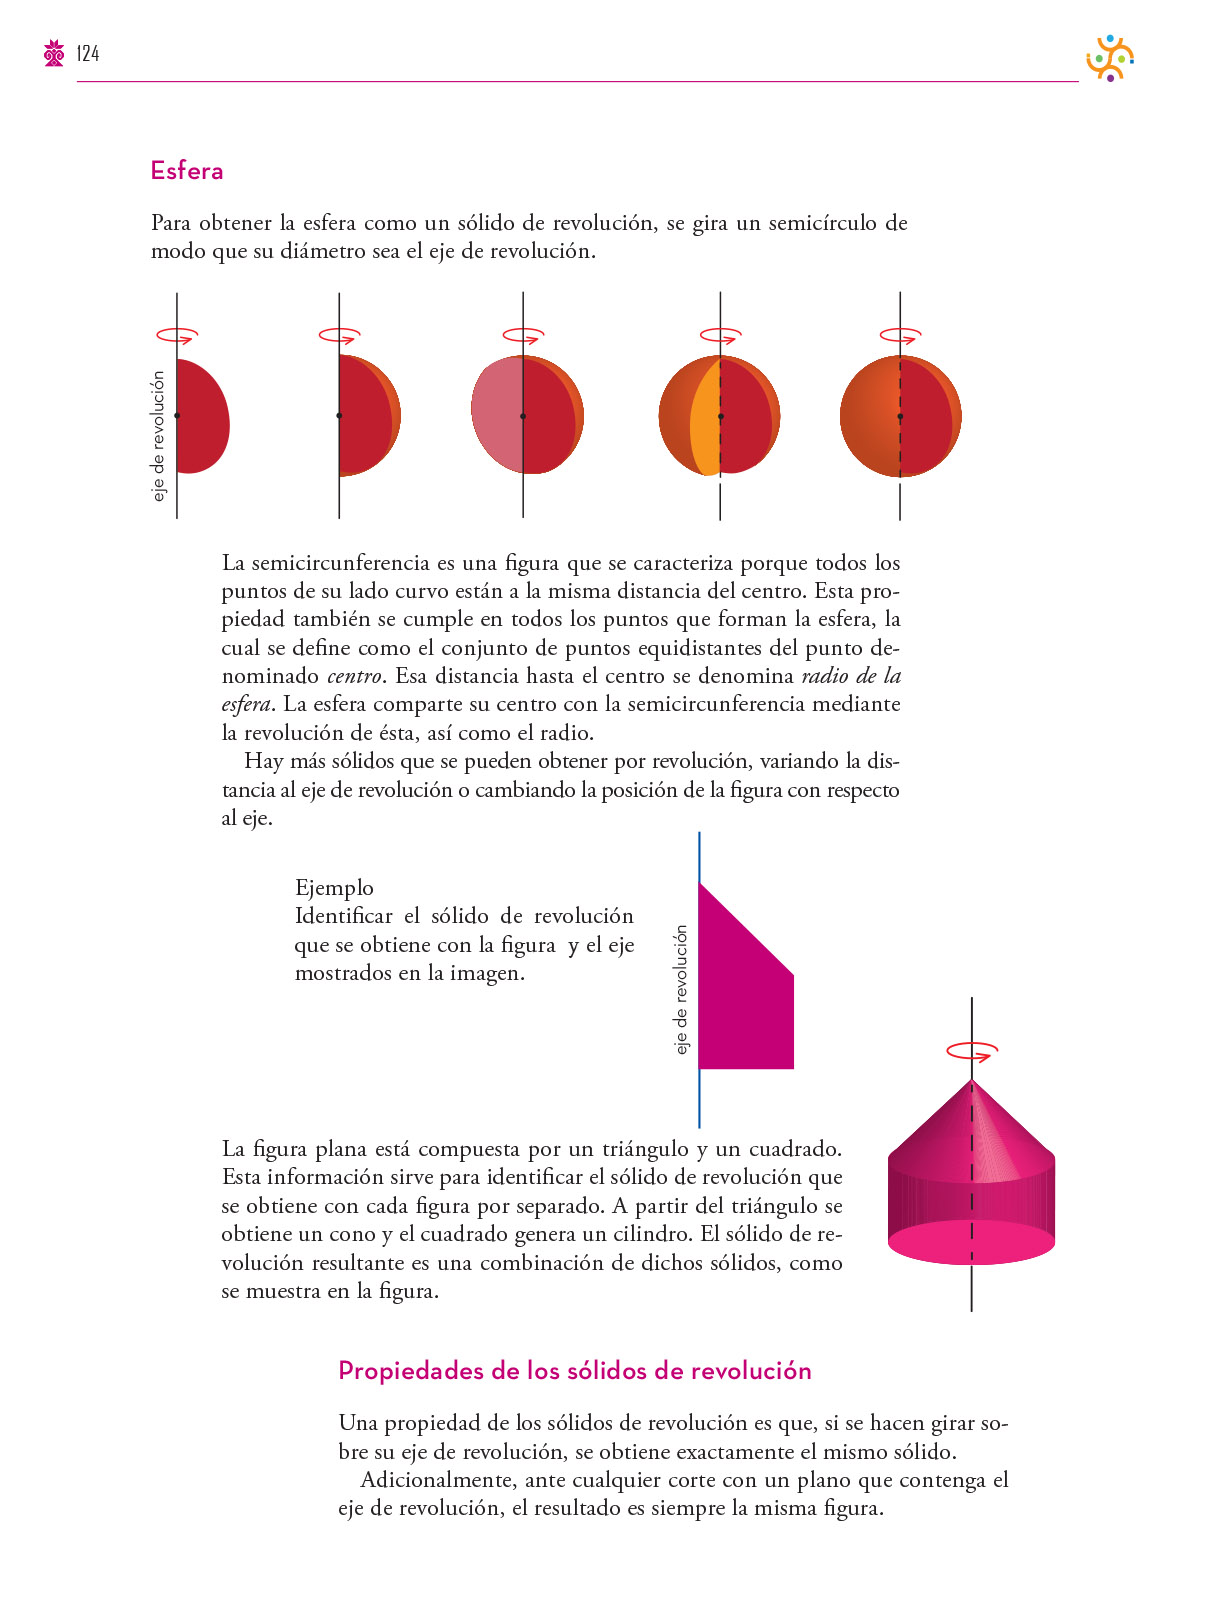 124
Esfera
Para obtener la esfera como un sólido de revolución, se gira un semicírculo de
modo que su diámetro sea el eje de revolución.
eje de revolución
La semicircunferencia es una figura que se caracteriza porque todos los
puntos de su lado curvo están a la misma distancia del centro. Esta pro-
piedad también se cumple en todos los puntos que forman la esfera, la
cual se define como el conjunto de puntos equidistantes del punto de-
nominado centro. Esa distancia hasta el centro se denomina radio de la
esfera. La esfera comparte su centro con la semicircunferencia mediante
la revolución de ésta, así como el radio.
Hay más sólidos que se pueden obtener por revolución, variando la dis-
tancia al eje de revolución o cambiando la posición de la figura con respecto
al eje.
Ejemplo
Identificar el sólido de revolución
que se obtiene con la figura y el eje
mostrados en la imagen.
eje de revolución
La figura plana está compuesta por un triángulo y un cuadrado.
Esta información sirve para identificar el sólido de revolución que
se obtiene con cada figura por separado. A partir del triángulo se
obtiene un cono y el cuadrado genera un cilindro. El sólido de re-
volución resultante es una combinación de dichos sólidos, como
se muestra en la figura.
Propiedades de los sólidos de revolución
Una propiedad de los sólidos de revolución es que, si se hacen girar so-
bre su eje de revolución, se obtiene exactamente el mismo sólido.
Adicionalmente, ante cualquier corte con un plano que contenga el
eje de revolución, el resultado es siempre la misma figura.